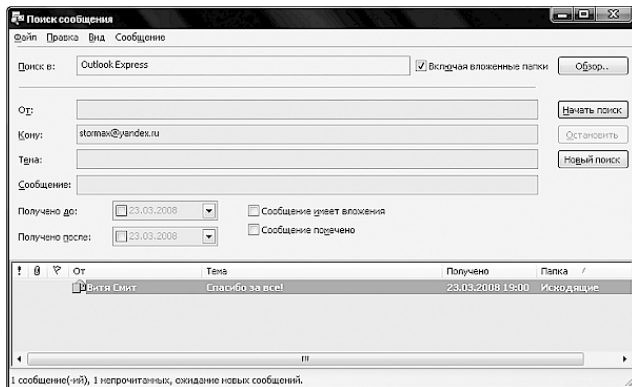 Поиск сообщения
Файл Правка Вид Сообщение
Поиск в: Outlook Express Включая вложенные папки Обзор...
От: Начать поиск
Кому: stormax@yandex.ru Остановить
Тема: Новый поиск
Сообщение:
Получено до: 23.03.2008 Сообщение имеет вложения
Получено после: 23.03.2008 Сообщение помечено
! От Тема Получено Папка
Витя Смит Спасибо за все! 23.03.2008 19:00 Исходящие
1 сообщение(-ий), 1 непрочитанных, ожидание новых сообщений.